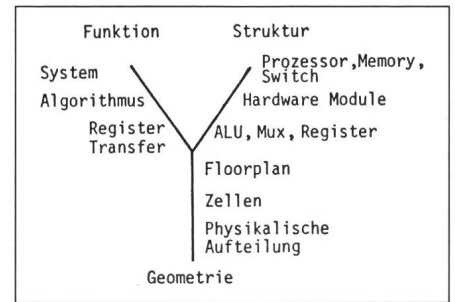 Funktion Struktur
System
Prozessor,Memory,
Switch
Algorithmus
Hardware Module
Register
Transfer
ALU,Mux,Register
Floorplan
Zellen
Physikalische
Aufteilung
Geometrie